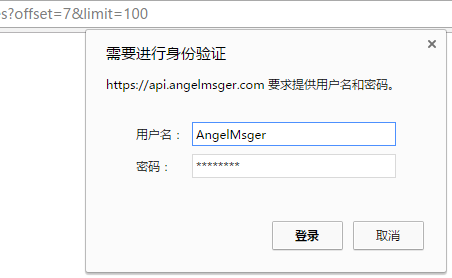 es?offset=7&limit=100
需要进行身份验证
https://api.angelmsger.com 要求提供用户名和密码。
用户名： AngelMsger
密码： ********
登录 取消